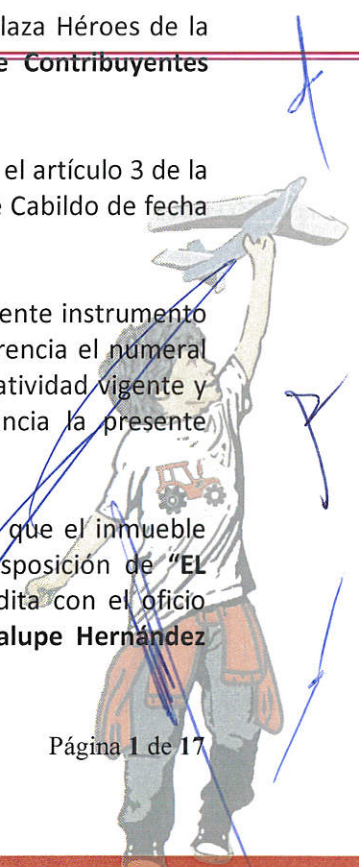 laza Héroes de la
e Contribuyentes
el artículo 3 de la
e Cabildo de fecha
ente instrumento
rencia el numeral
atividad vigente y
ncia la presente
que el inmueble
sposición de "EL
dita con el oficio
alupe Hernández
Página 1 de 17